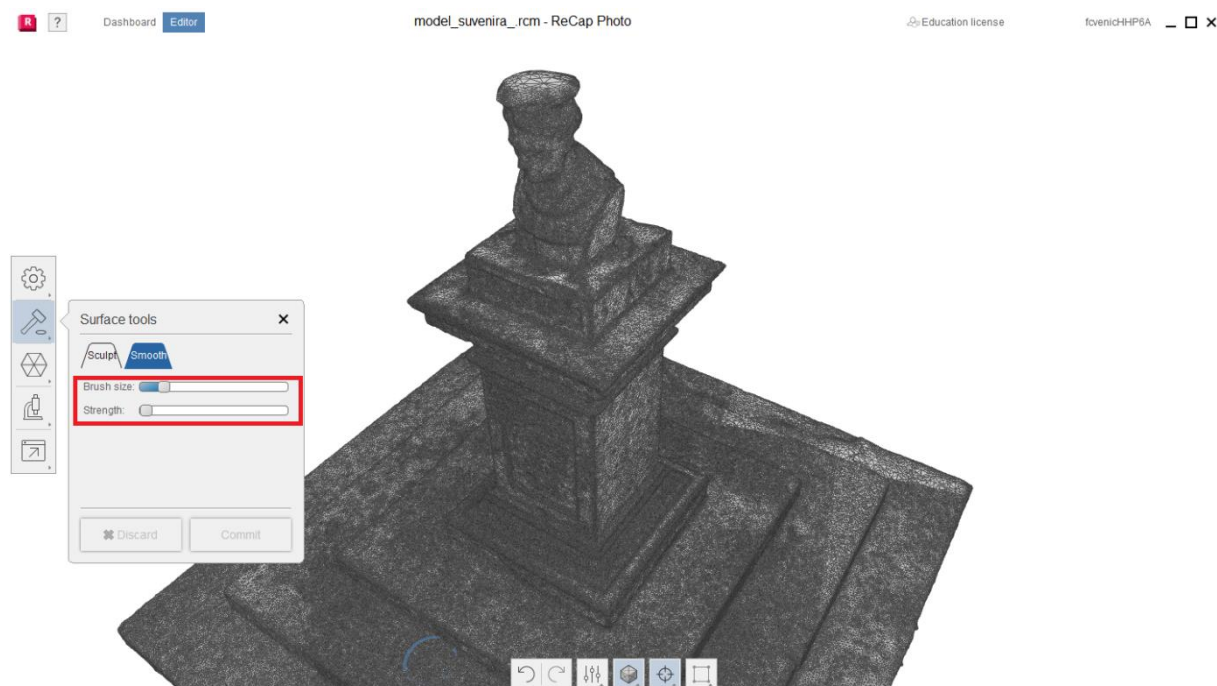 R ? Dashboard Editor model_suvenira_.rcm - ReCap Photo Education license fcvenicHHP6A
Surface tools
Sculpt Smooth
Brush size:
Strength:
Discard Commit